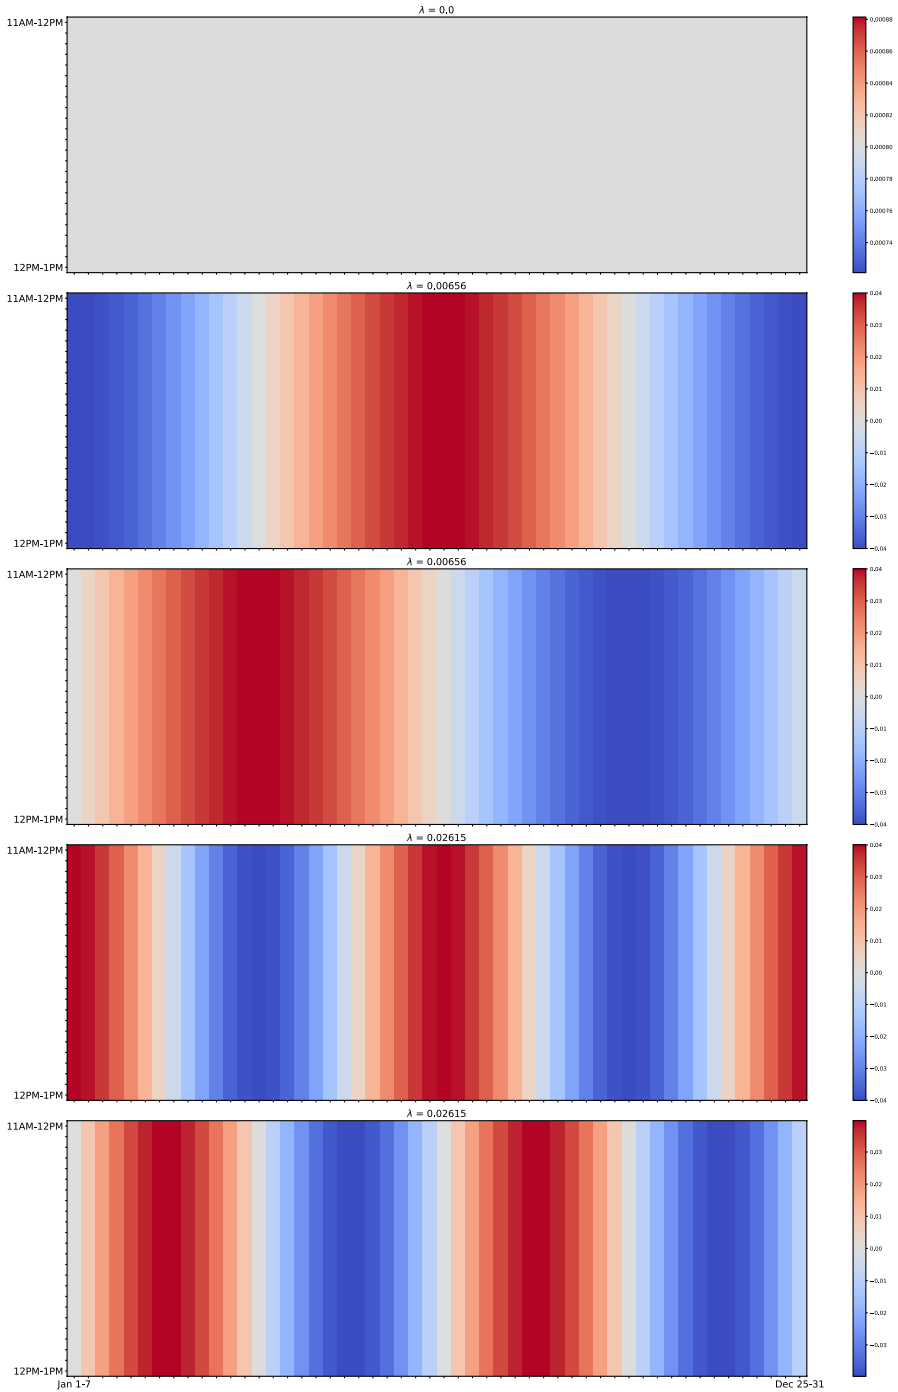 λ = 0.0
11AM-12PM
12PM-1PM
0.00088
0.00086
0.00084
0.00082
0.00080
0.00078
0.00076
0.00074
λ = 0.00656
11AM-12PM
12PM-1PM
0.04
0.03
0.02
0.01
0.00
−0.01
−0.02
−0.03
−0.04
λ = 0.00656
11AM-12PM
12PM-1PM
0.04
0.03
0.02
0.01
0.00
−0.01
−0.02
−0.03
−0.04
λ = 0.02615
11AM-12PM
12PM-1PM
0.04
0.03
0.02
0.01
0.00
−0.01
−0.02
−0.03
−0.04
λ = 0.02615
11AM-12PM
12PM-1PM
0.03
0.02
0.01
0.00
−0.01
−0.02
−0.03
Jan 1-7
Dec 25-31